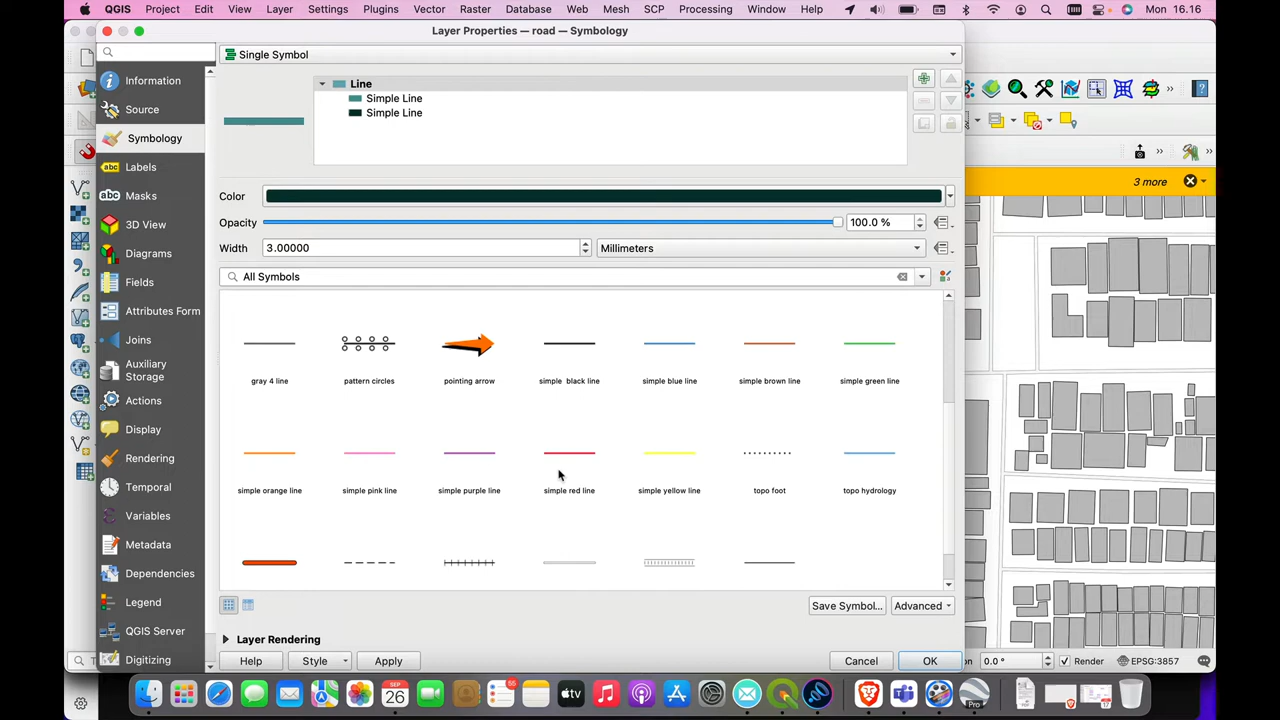 QGIS Project Edit View Layer Settings Plugins Vector Raster Database Web Mesh SCP Processing Window Help Mon 16.16
Layer Properties — road — Symbology
Single Symbol
Information
Source
Symbology
Labels
Masks
3D View
Diagrams
Fields
Attributes Form
Joins
Auxiliary
Storage
Actions
Display
Rendering
Temporal
Variables
Metadata
Dependencies
Legend
QGIS Server
Digitizing
Line
Simple Line
Simple Line
Color
Opacity 100.0 %
Width 3.00000 Millimeters
All Symbols
gray 4 line pattern circles pointing arrow simple black line simple blue line simple brown line simple green line
simple orange line simple pink line simple purple line simple red line simple yellow line topo foot topo hydrology
Save Symbol... Advanced
Layer Rendering
Help Style Apply Cancel OK
3 more
0.0 ° Render EPSG:3857
SEP
26
66
tv
Pro